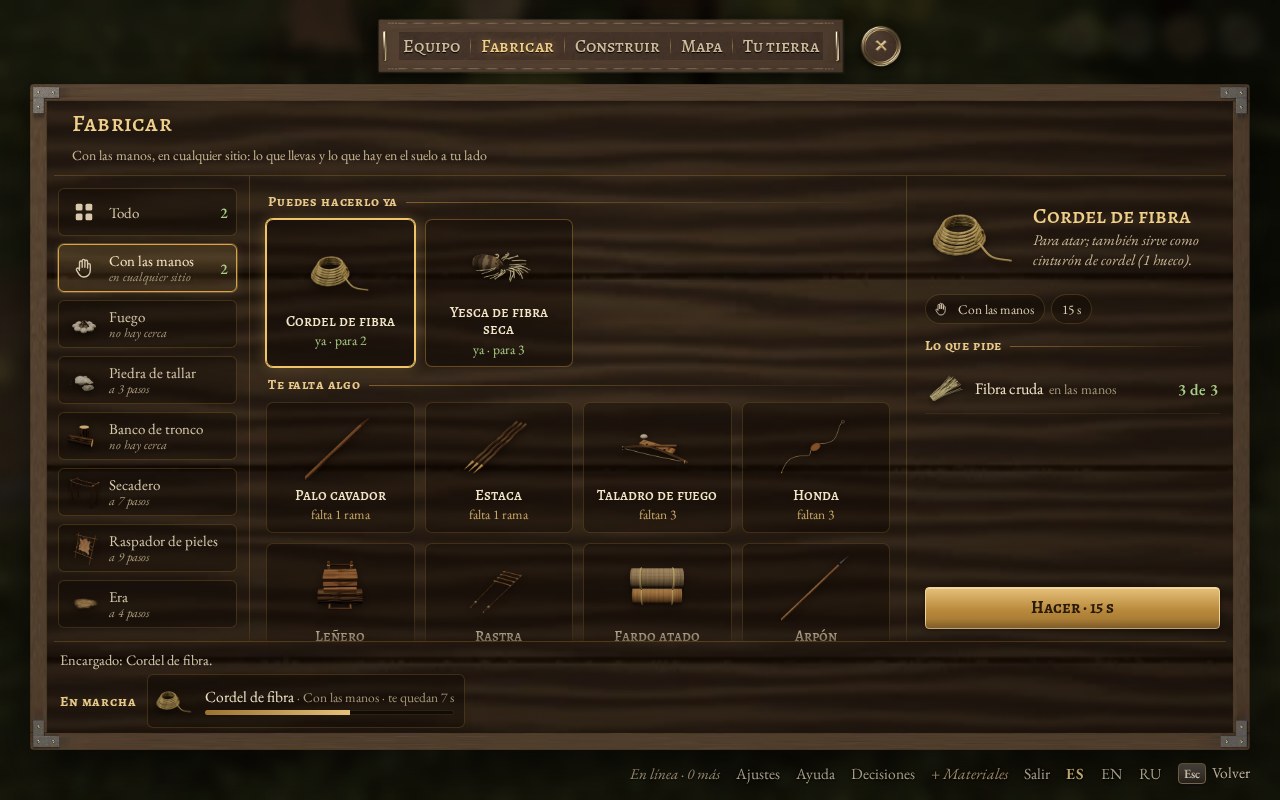 Equipo Fabricar Construir Mapa Tu tierra ×
Fabricar
Con las manos, en cualquier sitio: lo que llevas y lo que hay en el suelo a tu lado
Todo 2
Con las manos 2
en cualquier sitio
Fuego
no hay cerca
Piedra de tallar
a 3 pasos
Banco de tronco
no hay cerca
Secadero
a 7 pasos
Raspador de pieles
a 9 pasos
Era
a 4 pasos
Puedes hacerlo ya
Cordel de fibra
ya · para 2
Yesca de fibra
seca
ya · para 3
Te falta algo
Palo cavador
falta 1 rama
Estaca
falta 1 rama
Taladro de fuego
faltan 3
Honda
faltan 3
Leñero
Rastra
Fardo atado
Arpón
Cordel de fibra
Para atar; también sirve como
cinturón de cordel (1 hueco).
Con las manos 15 s
Lo que pide
Fibra cruda en las manos 3 de 3
Hacer · 15 s
Encargado: Cordel de fibra.
En marcha
Cordel de fibra · Con las manos · te quedan 7 s
En línea · 0 más Ajustes Ayuda Decisiones + Materiales Salir ES EN RU Esc Volver